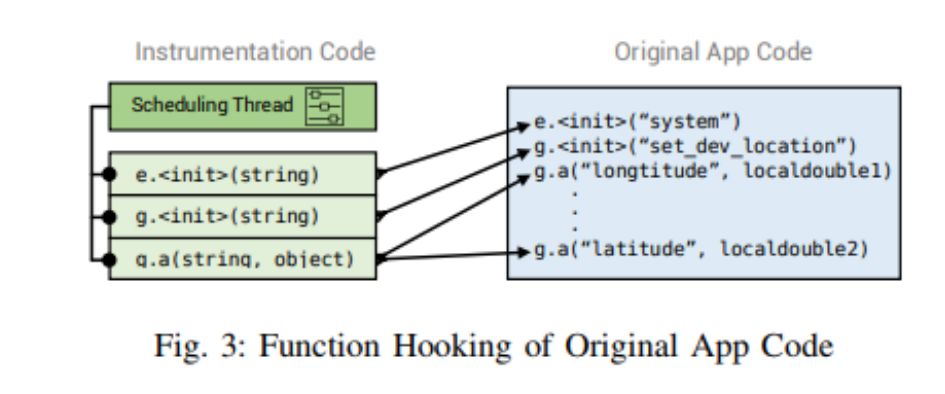 Instrumentation Code
Original App Code
Scheduling Thread
e.<init>(string)
g.<init>(string)
g.a(string, object)
e.<init>(“system”)
g.<init>(“set_dev_location”)
g.a(“longtitude”, localdouble1)
.
.
.
g.a(“latitude”, localdouble2)
Fig. 3: Function Hooking of Original App Code